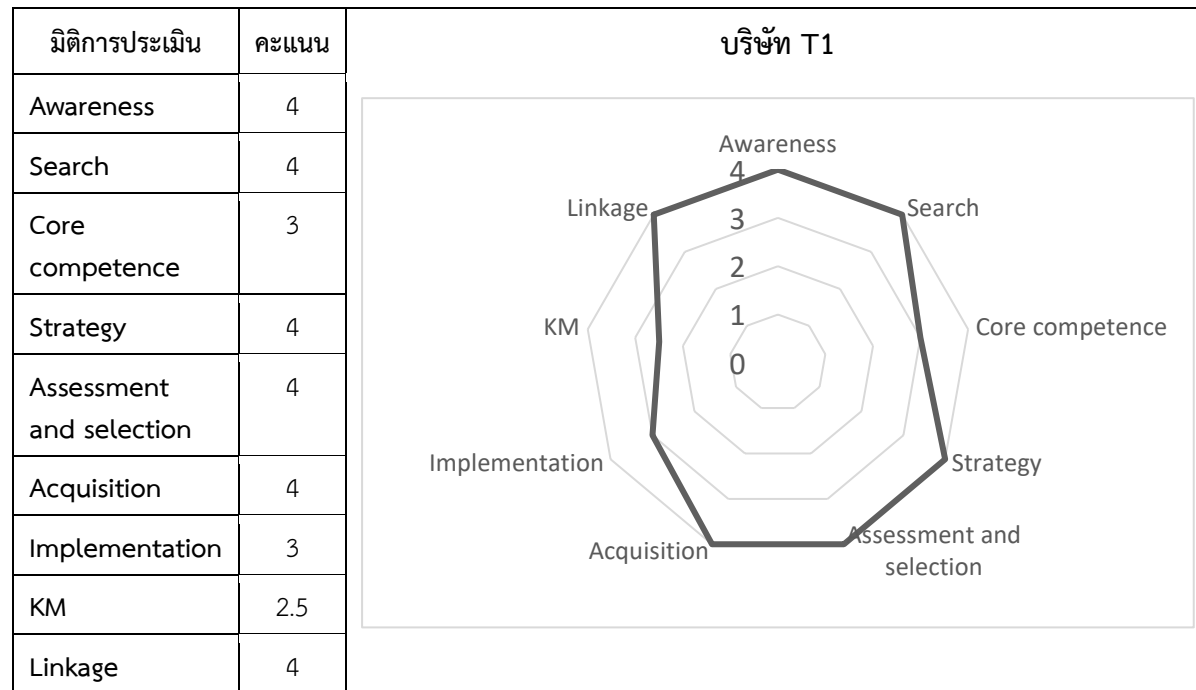 มิติการประเมิน คะแนน
Awareness 4
Search 4
Core 3
competence
Strategy 4
Assessment 4
and selection
Acquisition 4
Implementation 3
KM 2.5
Linkage 4
บริษัท T1
Awareness
4
Linkage
3
Search
2
KM
1
Core competence
0
Implementation
Strategy
Acquisition
Assessment and
selection